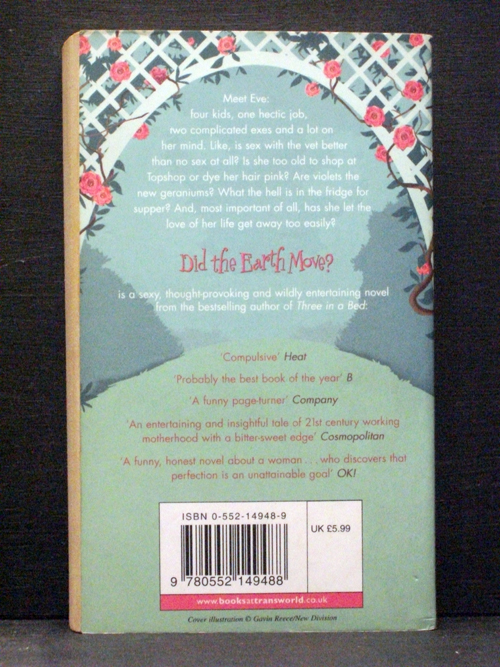 Meet Eve:
four kids, one hectic job,
two complicated exes and a lot on
her mind. Like, is sex with the vet better
than no sex at all? Is she too old to shop at
Topshop or dye her hair pink? Are violets the
new geraniums? What the hell is in the fridge for
supper? And, most important of all, has she let the
love of her life get away too easily?
Did the Earth Move?
is a sexy, thought-provoking and wildly entertaining novel
from the bestselling author of Three in a Bed:
'Compulsive' Heat
'Probably the best book of the year' B
'A funny page-turner' Company
'An entertaining and insightful tale of 21st century working
motherhood with a bitter-sweet edge' Cosmopolitan
'A funny, honest novel about a woman . . . who discovers that
perfection is an unattainable goal' OK!
ISBN 0-552-14948-9
UK £5.99
9 780552 149488
www.booksattransworld.co.uk
Cover illustration © Gavin Reece/New Division